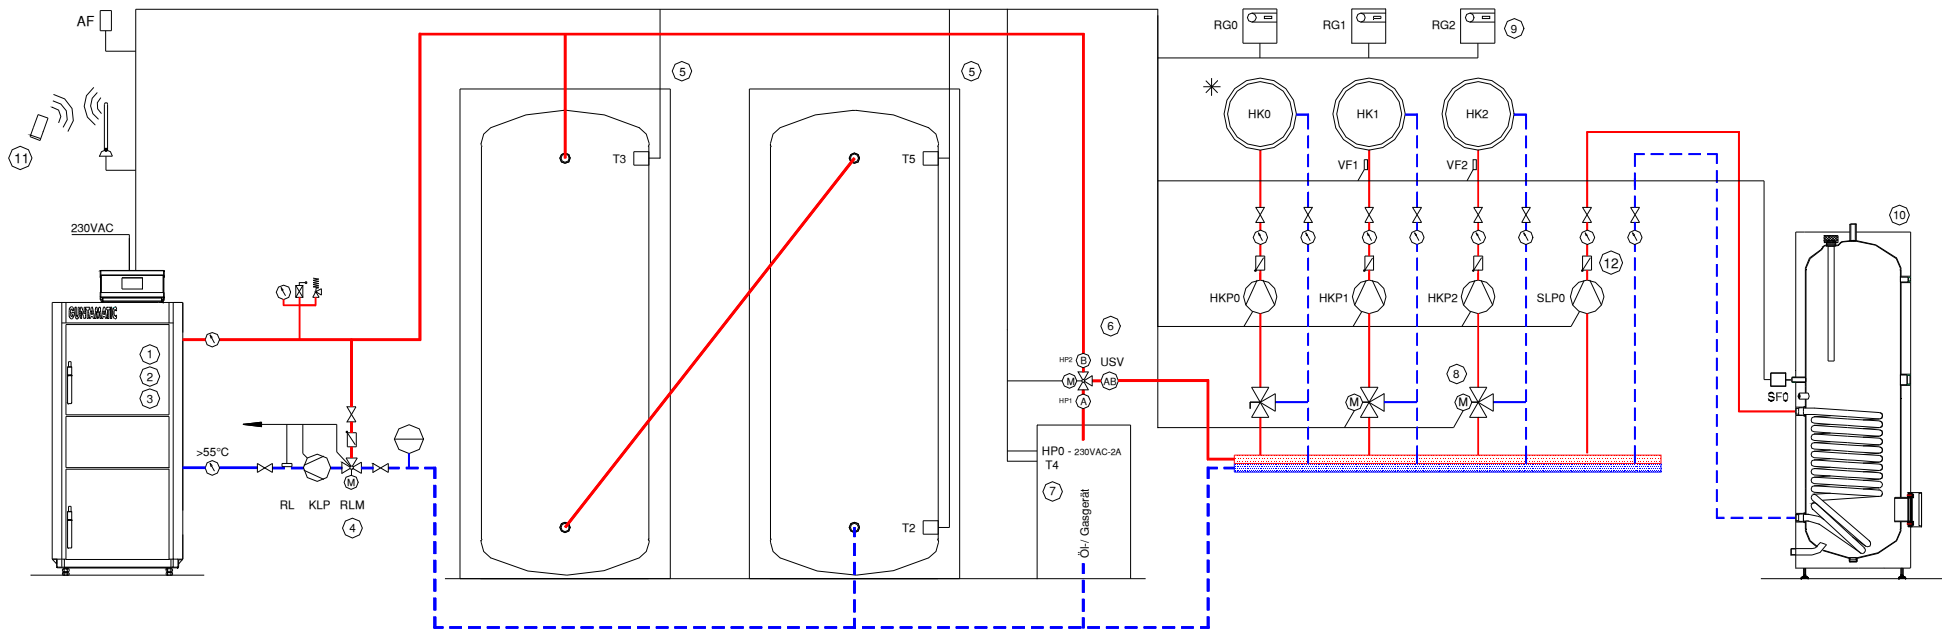 AF
RG0
RG1
RG2
9
5
5
HK0
HK1
HK2
11
T3
T5
VF1
VF2
230VAC
10
12
HKP0
HKP1
HKP2
SLP0
GUNTAMATIC
6
1
2
3
HP2
B
USV
M
AB
HP1
A
8
M
M
SF0
>55°C
HP0 - 230VAC-2A
T4
7
M
RL
KLP
RLM
4
T2
Öl-/ Gasgerät